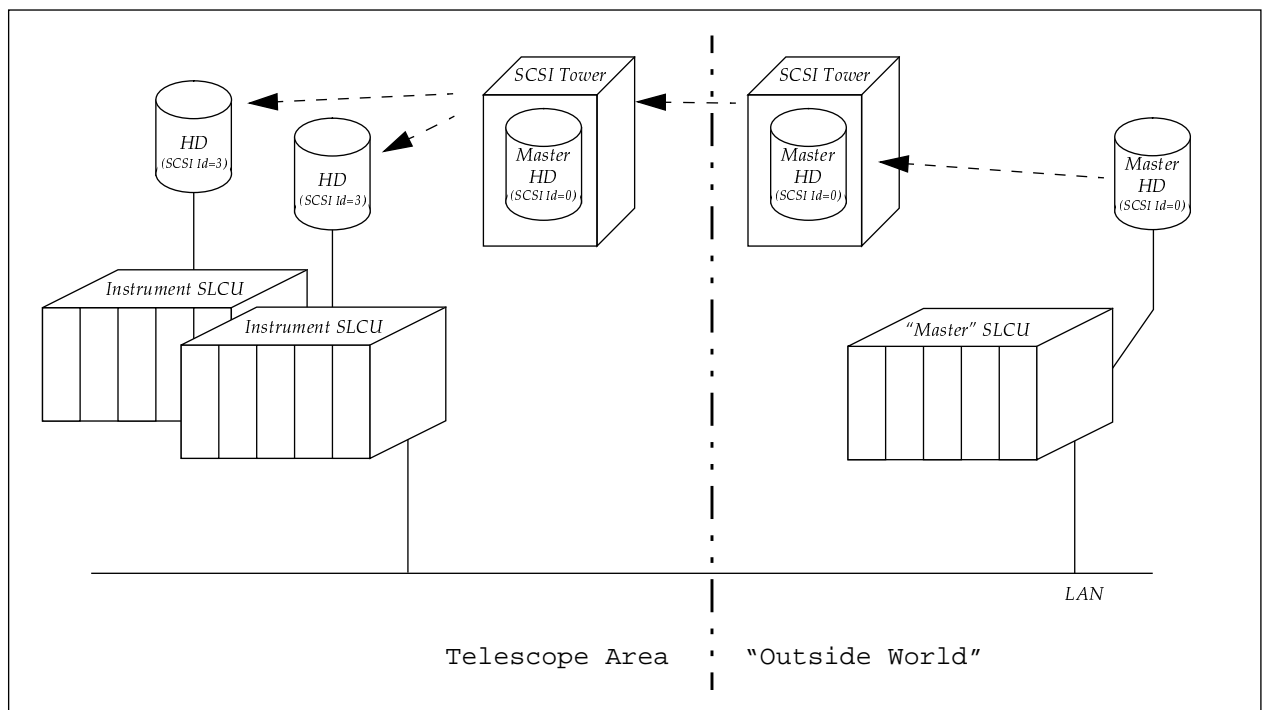 SCSI Tower
SCSI Tower
HD
(SCSI Id=3)
HD
(SCSI Id=3)
Master
HD
(SCSI Id=0)
Master
HD
(SCSI Id=0)
Master
HD
(SCSI Id=0)
Instrument SLCU
Instrument SLCU
“Master” SLCU
LAN
Telescope Area
“Outside World”